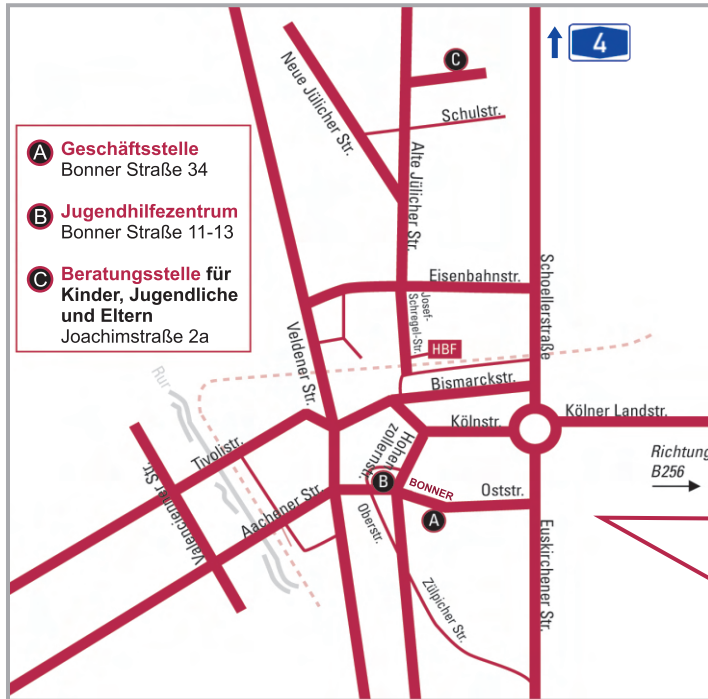 4
C
Neue Jülicher Str.
Schulstr.
Alte Jülicher Str.
A Geschäftsstelle
Bonner Straße 34
B Jugendhilfezentrum
Bonner Straße 11-13
C Beratungsstelle für
Kinder, Jugendliche
und Eltern
Joachimstraße 2a
Eisenbahnstr.
Schoellerstraße
Josef-
Schregel-Str.
HBF
Veldener Str.
Rur
Bismarckstr.
Kölnstr.
Kölner Landstr.
Hohen
zollernstr.
Tivolistr.
Richtung
B256
Valencienner Str.
Aachener Str.
B
BONNER
Oststr.
A
Oberstr.
Euskirchener Str.
Zülpicher Str.